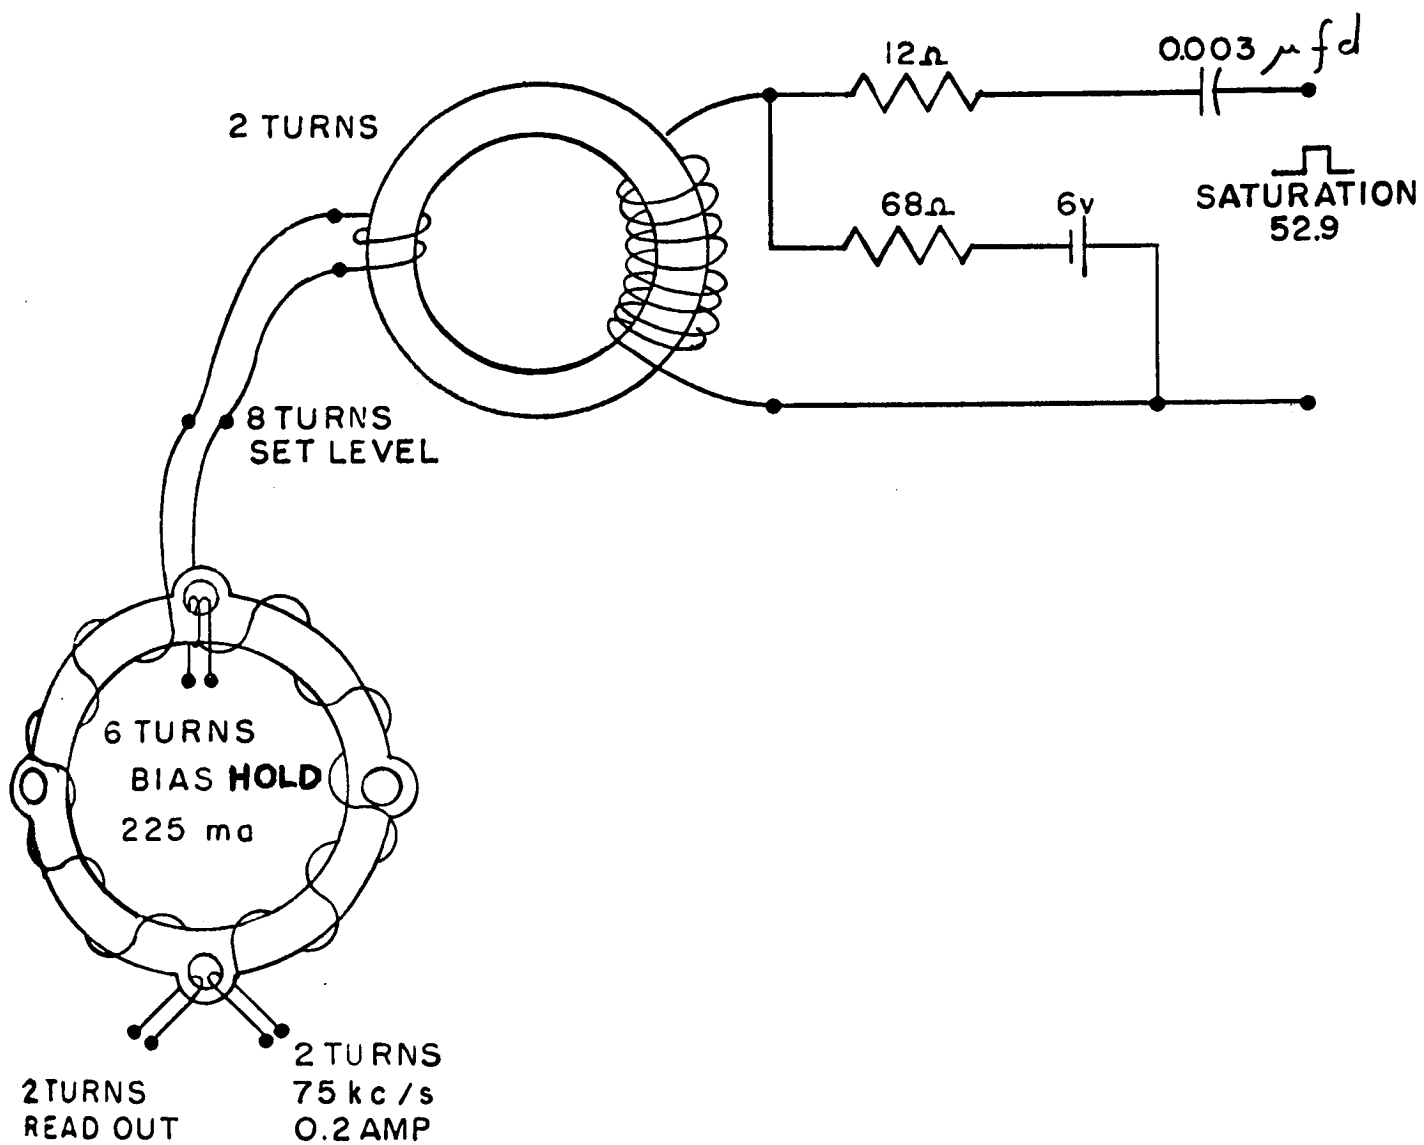 12Ω
0.003 μfd
2 TURNS
68Ω
6v
SATURATION
52.9
8 TURNS
SET LEVEL
6 TURNS
BIAS HOLD
225 ma
2 TURNS
READ OUT
2 TURNS
75 kc/s
0.2 AMP